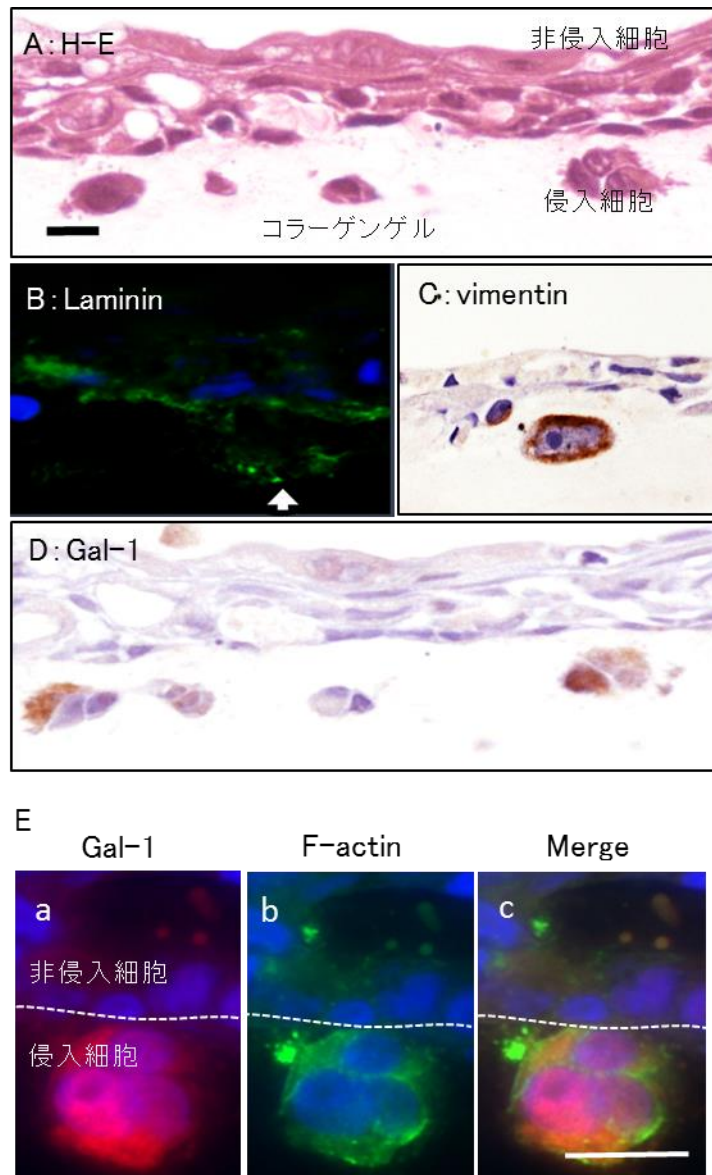 A:H-E
非侵入細胞
侵入細胞
コラーゲンゲル
B:Laminin
C:vimentin
D:Gal-1
E
Gal-1 F-actin Merge
a b c
非侵入細胞
侵入細胞